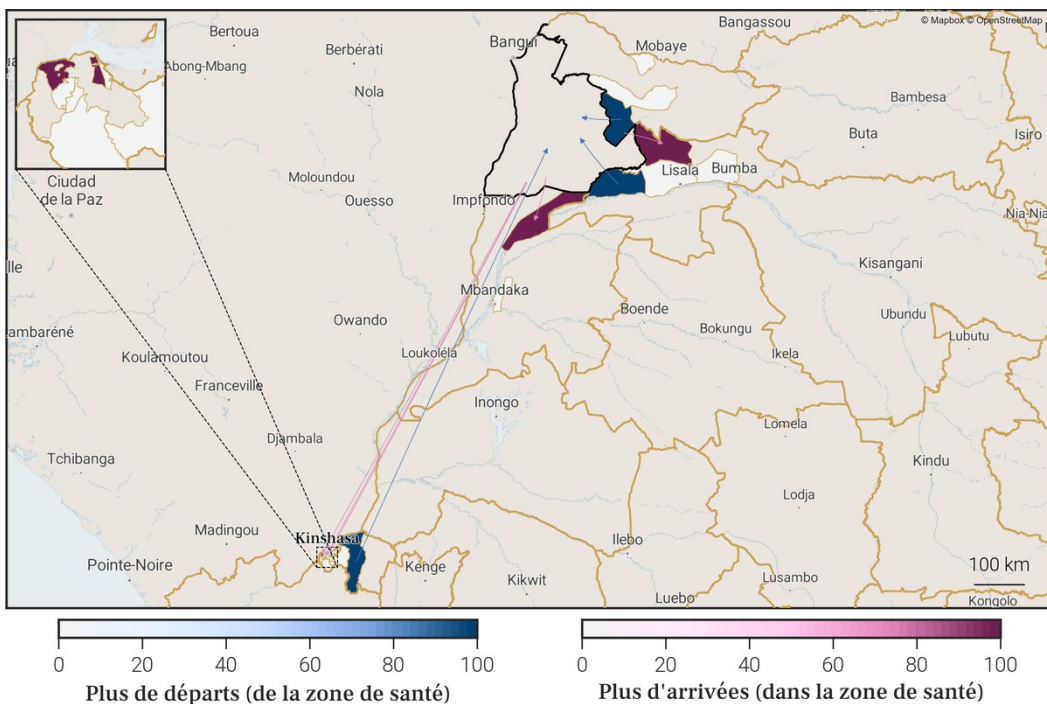 © Mapbox © OpenStreetMap
Bangassou
Bertoua
Bangui
Mobaye
Berbérati
Abong-Mbang
Nola
Bambesa
Buta
Isiro
Lisala
Bumba
Moloundou
Ciudad
de la Paz
Ouesso
Impfondo
Nia-Nia
Kisangani
lle
Mbandaka
Boende
Ubundu
Owando
Bokungu
ambaréné
Lubutu
Koulamoutou
Loukoléla
Ikela
Franceville
Inongo
Lomela
Djambala
Tchibanga
Kindu
Lodja
Madingou
Kinshasa
Ilebo
Pointe-Noire
Kenge
100 km
Kikwit
Lusambo
Luebo
Kongolo
0 20 40 60 80 100
Plus de départs (de la zone de santé)
0 20 40 60 80 100
Plus d'arrivées (dans la zone de santé)